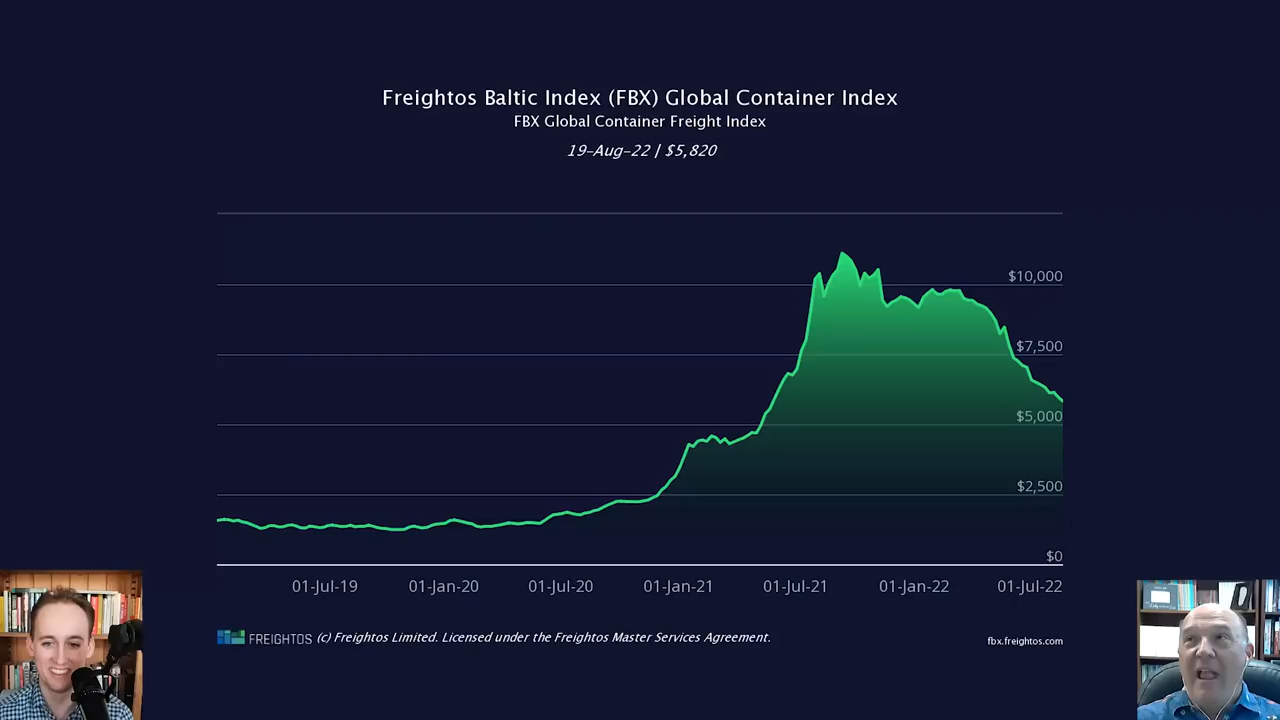 Freightos Baltic Index (FBX) Global Container Index
FBX Global Container Freight Index
19-Aug-22 | $5,820
$10,000
$7,500
$5,000
$2,500
$0
01-Jul-19 01-Jan-20 01-Jul-20 01-Jan-21 01-Jul-21 01-Jan-22 01-Jul-22
FREIGHTOS (c) Freightos Limited. Licensed under the Freightos Master Services Agreement.
fbx.freightos.com